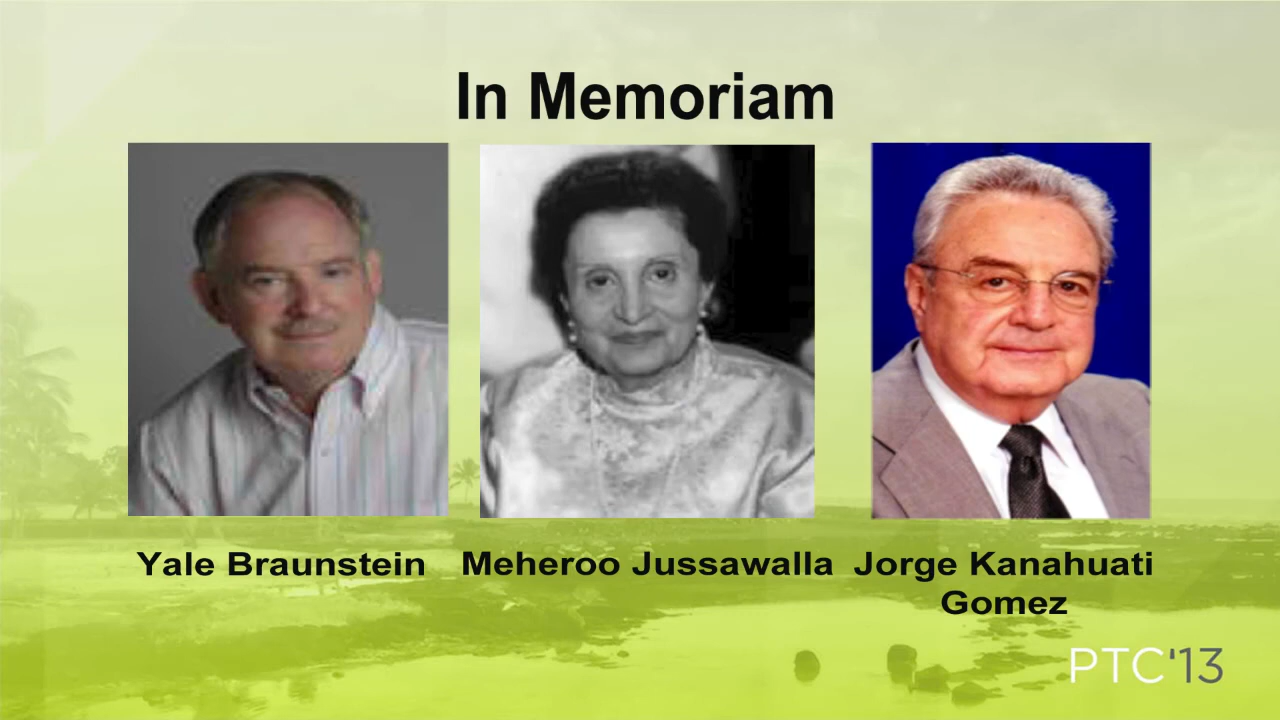 In Memoriam
Yale Braunstein
Meheroo Jussawalla
Jorge Kanahuati
Gomez
PTC'13